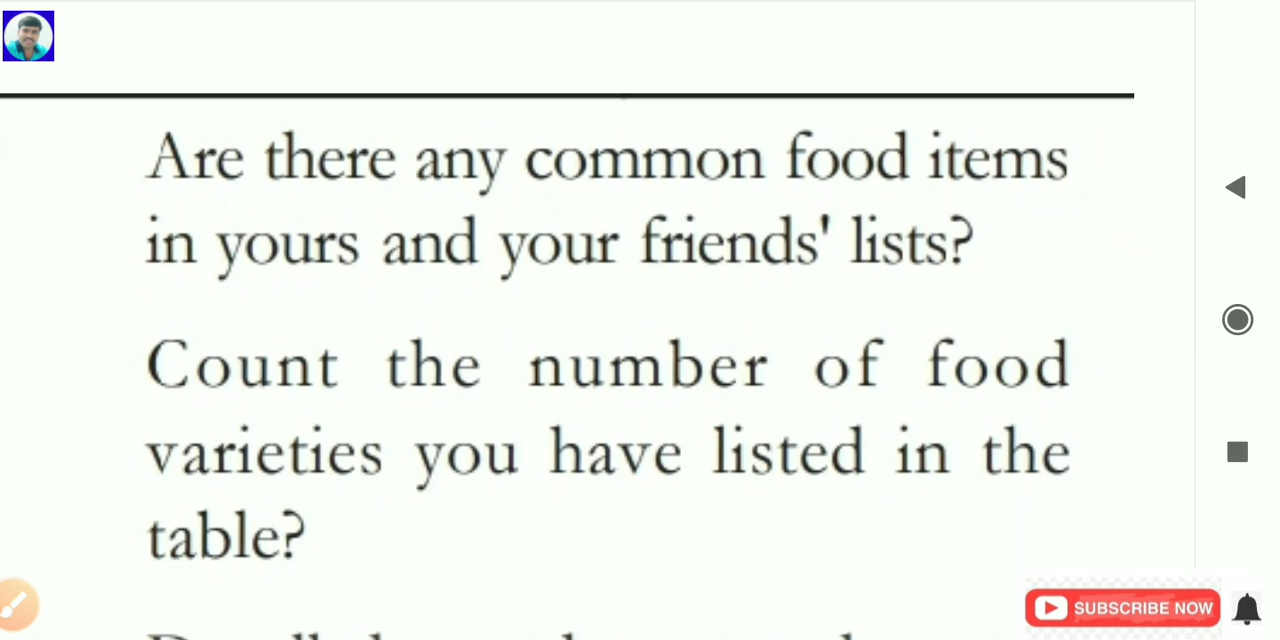 Are there any common food items
in yours and your friends' lists?
Count the number of food
varieties you have listed in the
table?
SUBSCRIBE NOW